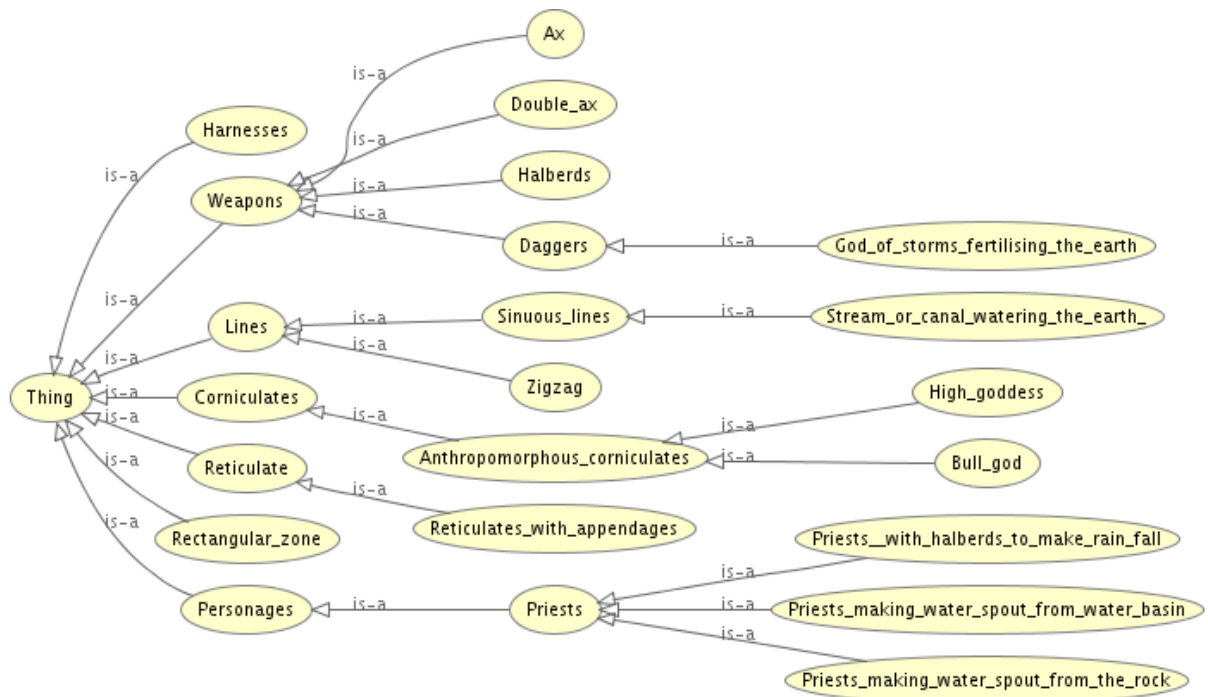 Ax
is-a
Double_ax
Harnesses
is-a
is-a
Halberds
is-a
Weapons
is-a
Daggers
is-a
God_of_storms_fertilising_the_earth
is-a
Lines
is-a
Sinuous_lines
is-a
Stream_or_canal_watering_the_earth_
is-a
is-a
Zigzag
Thing
is-a
Corniculates
High_goddess
is-a
is-a
is-a
Anthropomorphous_corniculates
is-a
Bull_god
is-a
Reticulate
is-a
Reticulates_with_appendages
is-a
Rectangular_zone
Priests__with_halberds_to_make_rain_fall
is-a
Personages
is-a
Priests
is-a
Priests_making_water_spout_from_water_basin
is-a
Priests_making_water_spout_from_the_rock